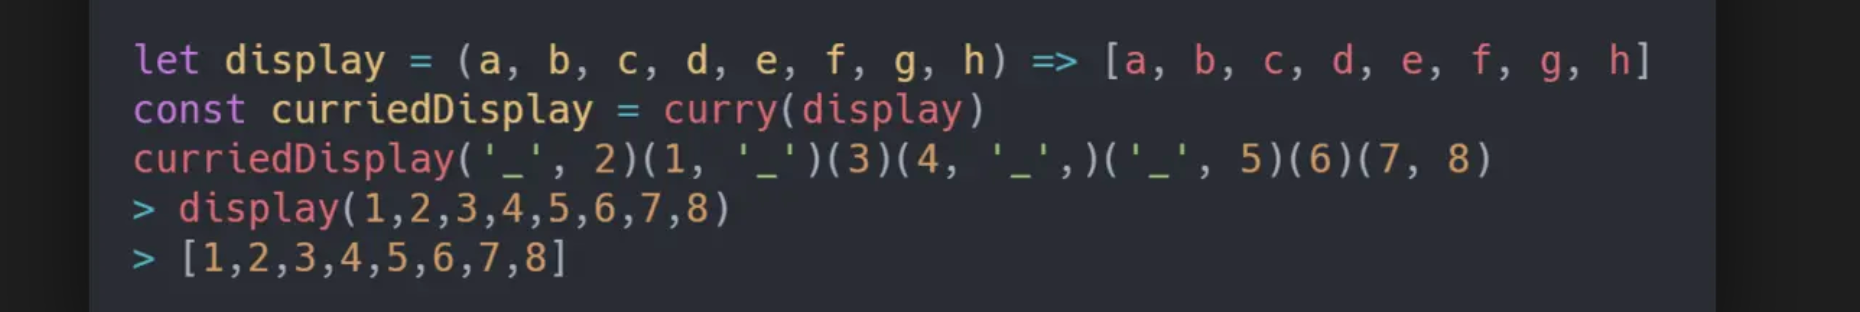 let display = (a, b, c, d, e, f, g, h) => [a, b, c, d, e, f, g, h]
const curriedDisplay = curry(display)
curriedDisplay('_', 2)(1, '_')(3)(4, '_',)('_', 5)(6)(7, 8)
> display(1,2,3,4,5,6,7,8)
> [1,2,3,4,5,6,7,8]